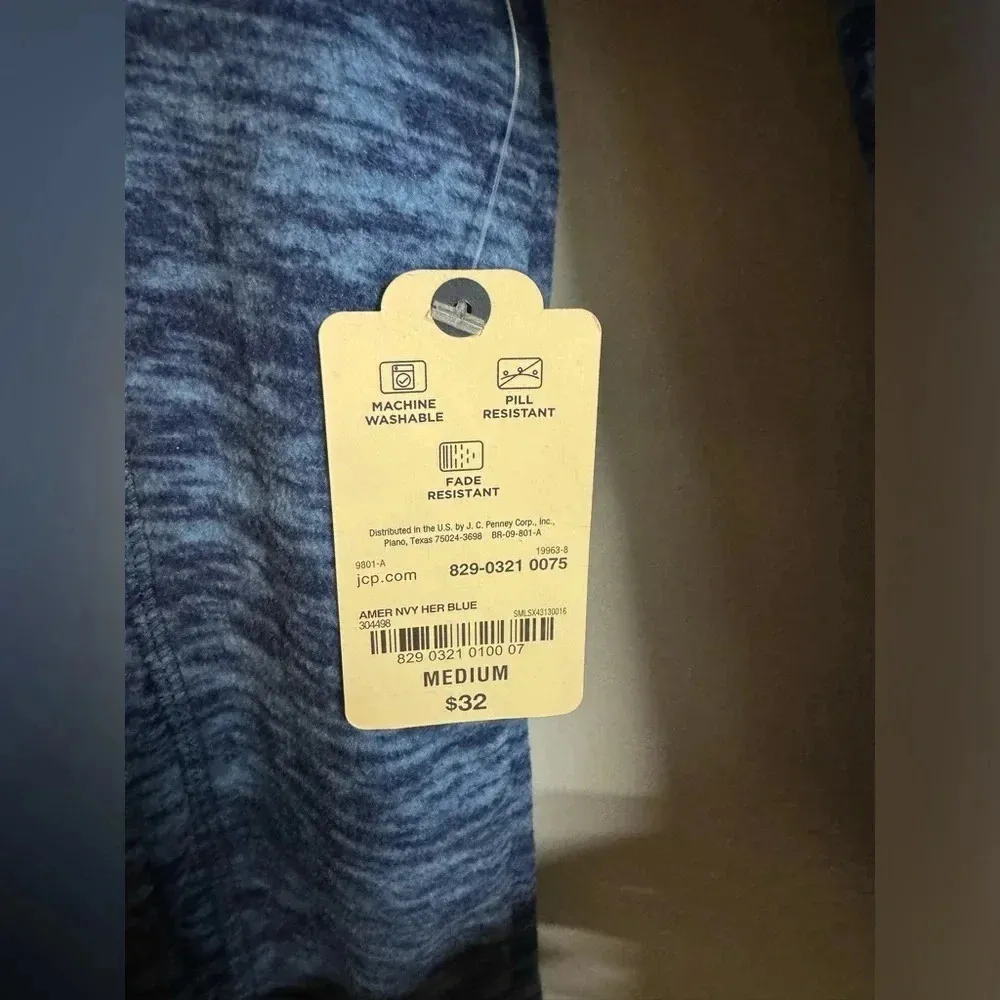 MACHINE
WASHABLE
PILL
RESISTANT
FADE
RESISTANT
Distributed in the U.S. by J. C. Penney Corp., Inc.,
Plano, Texas 75024-3698 BR-09-801-A
9801-A
19963-8
jcp.com
829-0321 0075
AMER NVY HER BLUE
SMLSX43130016
304498
829 0321 0100 07
MEDIUM
$32